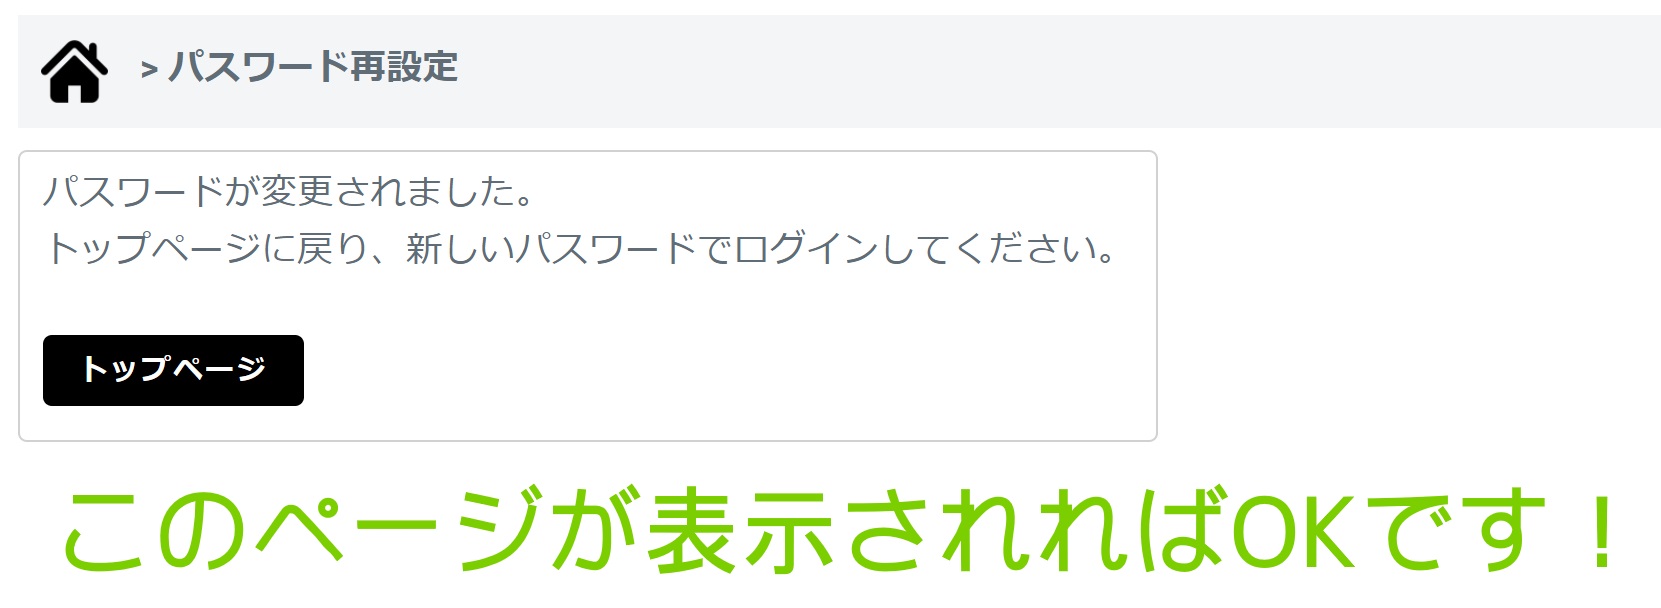 > パスワード再設定
パスワードが変更されました。
トップページに戻り、新しいパスワードでログインしてください。
トップページ
このページが表示されればOKです！